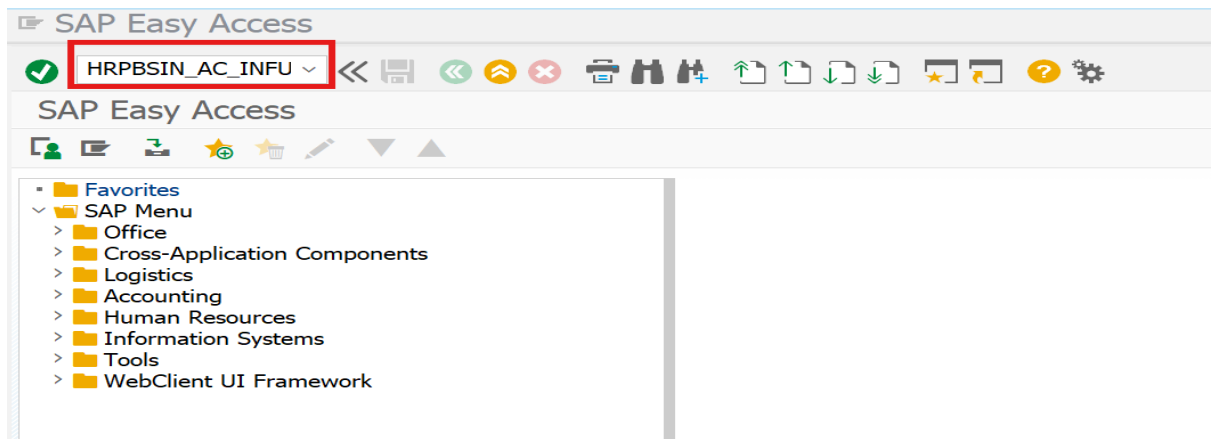 SAP Easy Access
HRPBSIN_AC_INFU
SAP Easy Access
Favorites
SAP Menu
Office
Cross-Application Components
Logistics
Accounting
Human Resources
Information Systems
Tools
WebClient UI Framework